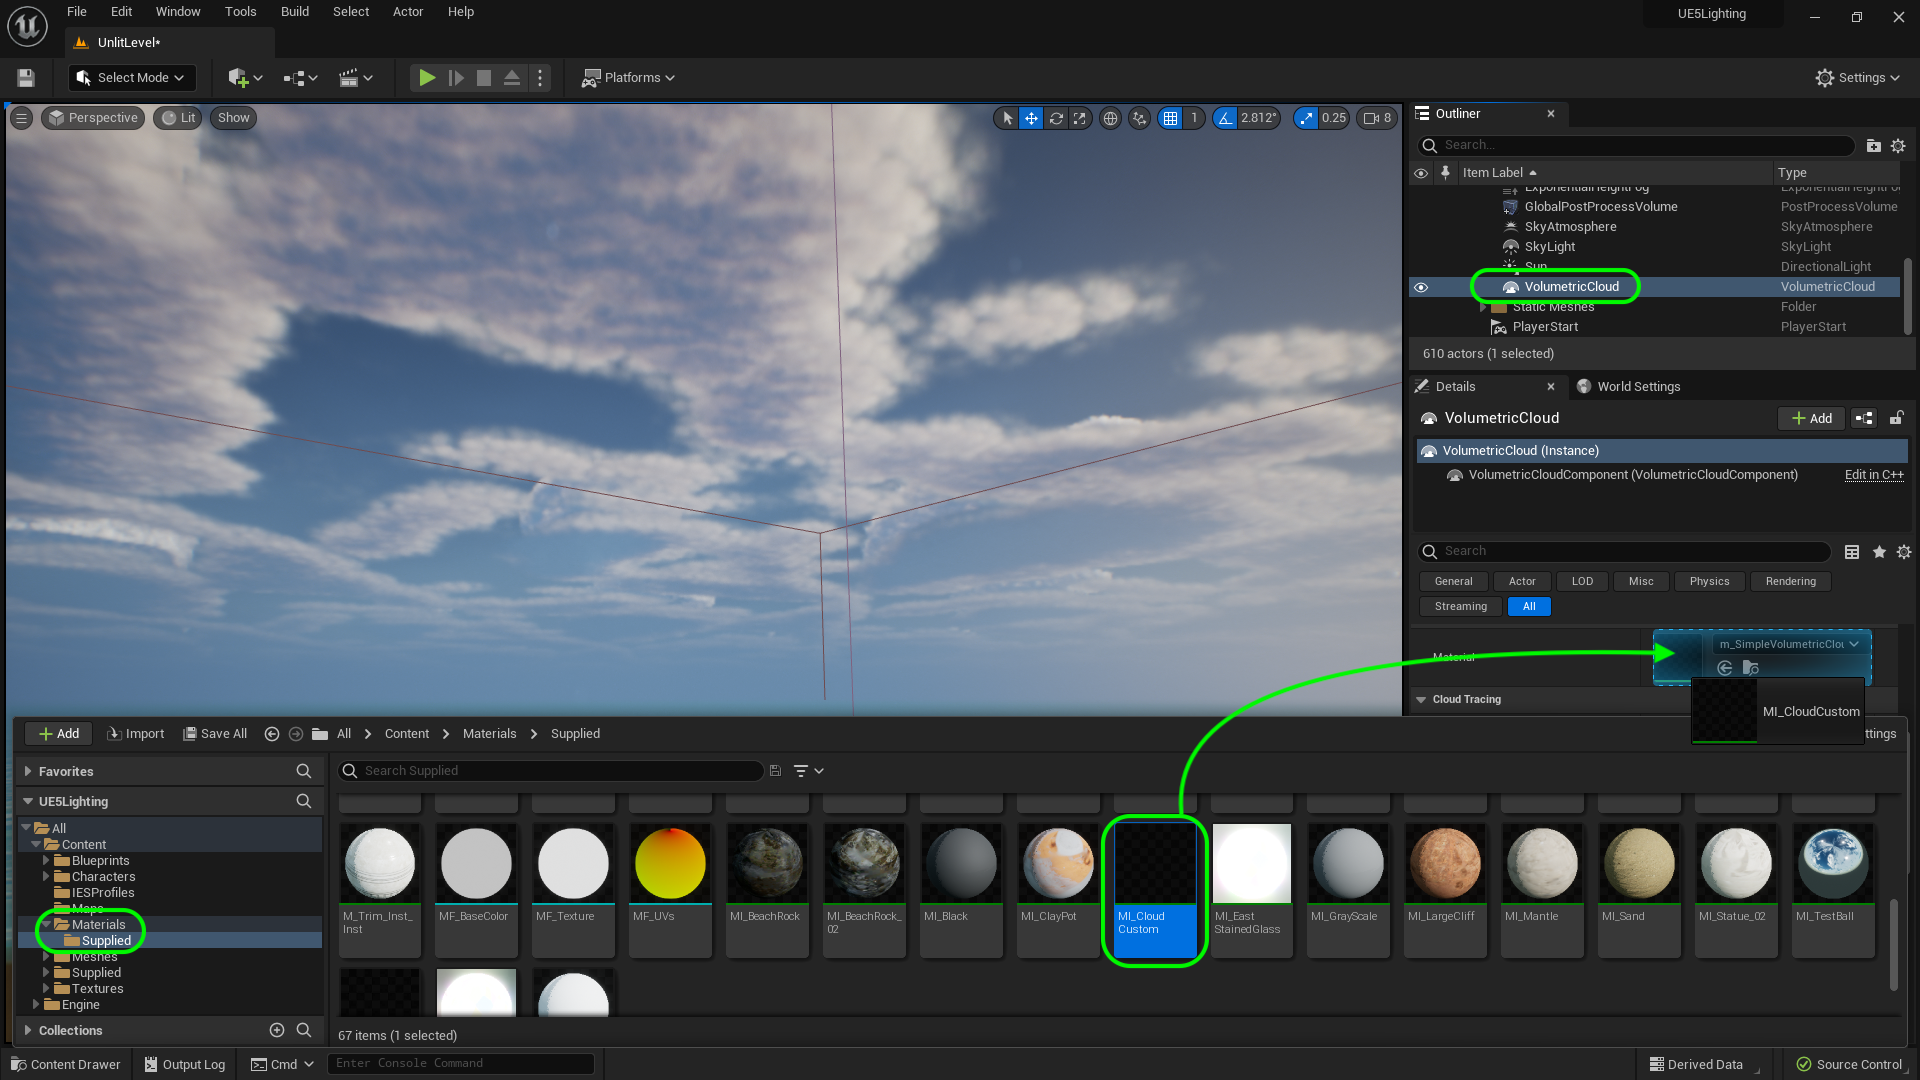 File Edit Window Tools Build Select Actor Help
UE5Lighting
UnlitLevel*
Select Mode
Platforms
Settings
Perspective
Lit
Show
1
2.812°
0.25
8
Outliner
Search...
Item Label
Type
ExponentialHeightFog
GlobalPostProcessVolume PostProcessVolume
SkyAtmosphere SkyAtmosphere
SkyLight SkyLight
Sun DirectionalLight
VolumetricCloud VolumetricCloud
Static Meshes Folder
PlayerStart PlayerStart
610 actors (1 selected)
Details
World Settings
VolumetricCloud
Add
VolumetricCloud (Instance)
VolumetricCloudComponent (VolumetricCloudComponent) Edit in C++
Search
General Actor LOD Misc Physics Rendering
Streaming All
Material
m_SimpleVolumetricClou
Cloud Tracing
MI_CloudCustom
ttings
Add Import Save All All > Content > Materials > Supplied
Favorites
Search Supplied
UE5Lighting
All
Content
Blueprints
Characters
IESProfiles
Maps
Materials
Supplied
Meshes
Supplied
Textures
Engine
Collections
M_Trim_Inst_
Inst
MF_BaseColor
MF_Texture
MF_UVs
MI_BeachRock
MI_BeachRock_
02
MI_Black
MI_ClayPot
MI_Cloud
Custom
MI_East
StainedGlass
MI_GrayScale
MI_LargeCliff
MI_Mantle
MI_Sand
MI_Statue_02
MI_TestBall
67 items (1 selected)
Content Drawer
Output Log
Cmd
Enter Console Command
Derived Data
Source Control